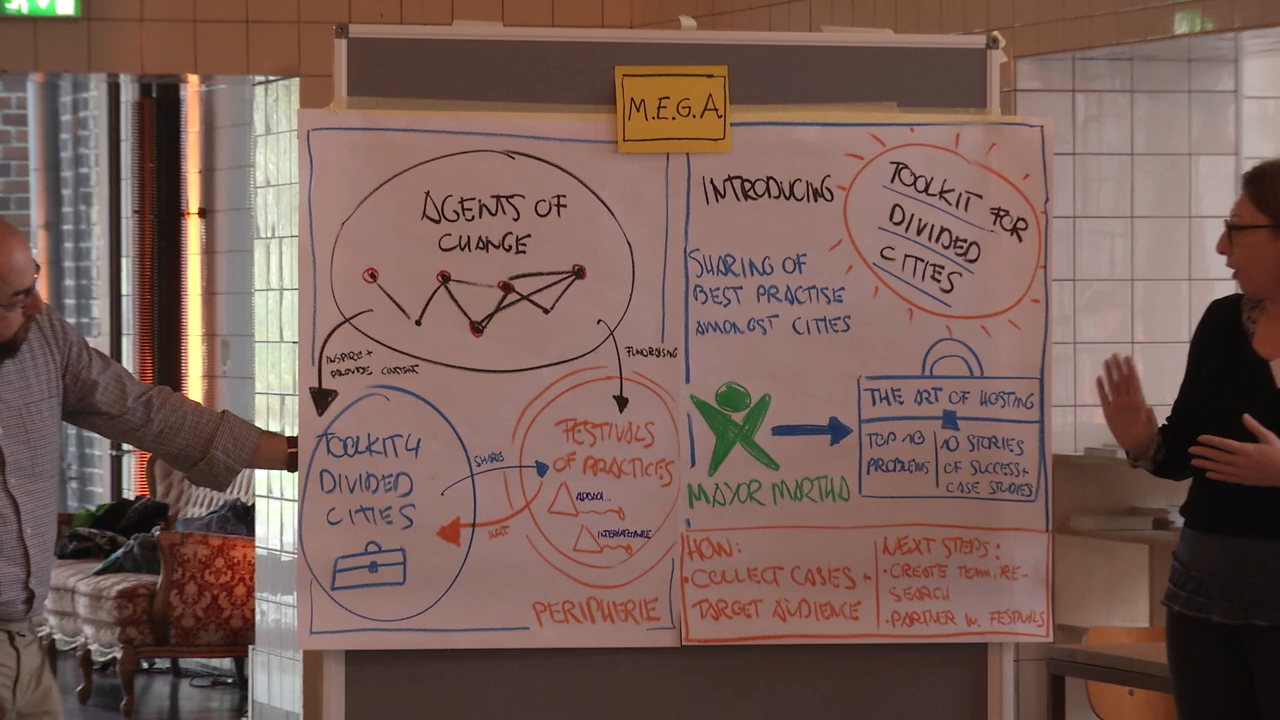 M.E.G.A
AGENTS OF
CHANGE
INSPIRE +
PROVIDE CONTENT
FUNDRAISING
TOOLKIT 4
DIVIDED
CITIES
SHARES
FESTIVALS
OF PRACTICES
PERIPHERIE
INTRODUCING
TOOLKIT FOR
DIVIDED
CITIES
SHARING OF
BEST PRACTISE
AMONGST CITIES
MAYOR MARTHA
THE ART OF HOSTING
TOP 10
PROBLEMS
10 STORIES
OF SUCCESS +
CASE STUDIES
HOW:
• COLLECT CASES +
TARGET AUDIENCE
NEXT STEPS:
• CREATE TEAM, RE-
SEARCH
• PARTNER W. FESTIVALS